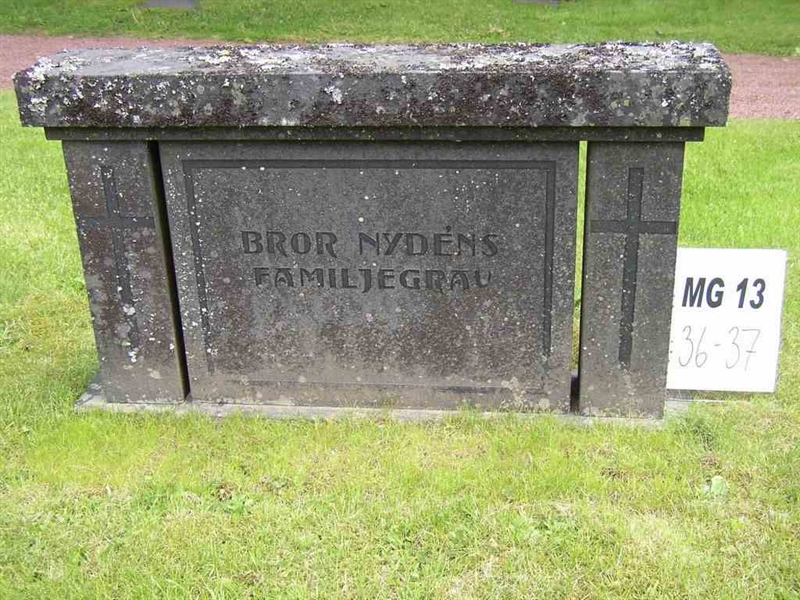 BROR NYDÉNS
FAMILJEGRAV
MG 13
:36-37